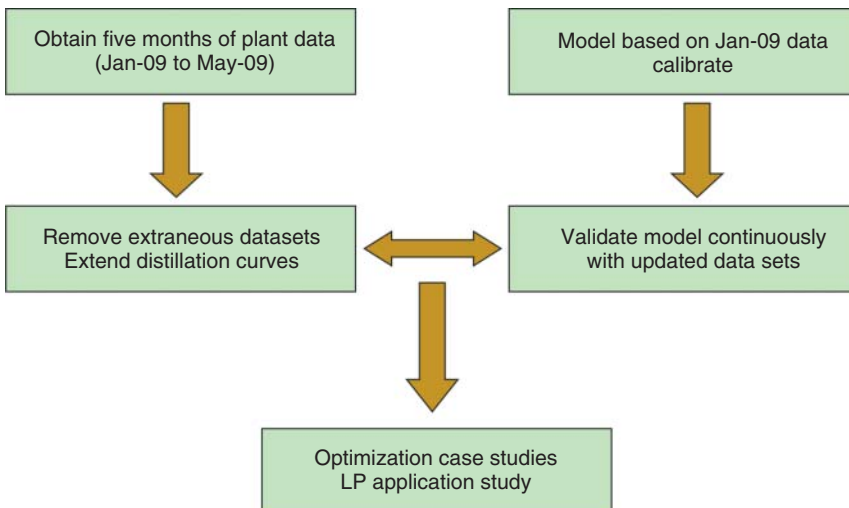 Obtain five months of plant data
(Jan-09 to May-09)
Model based on Jan-09 data
calibrate
Remove extraneous datasets
Extend distillation curves
Validate model continuously
with updated data sets
Optimization case studies
LP application study